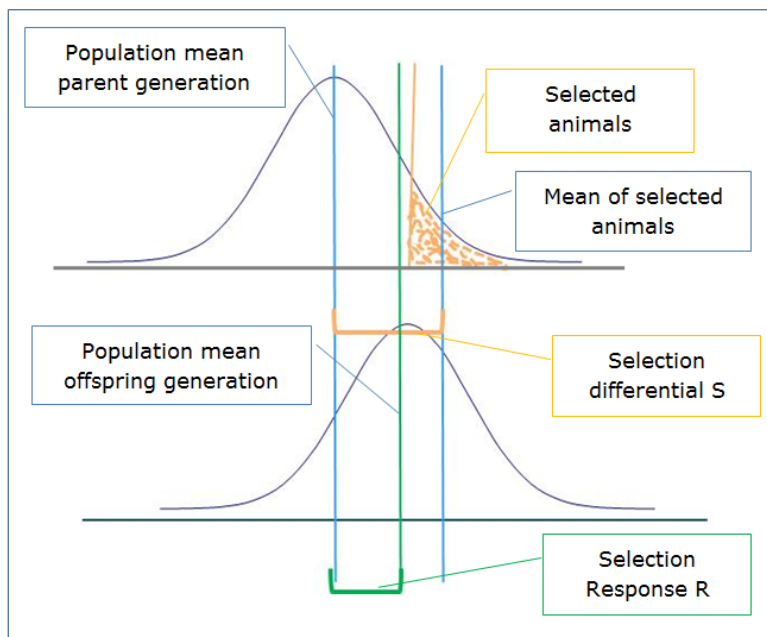 Population mean
parent generation
Selected
animals
Mean of selected
animals
Population mean
offspring generation
Selection
differential S
Selection
Response R